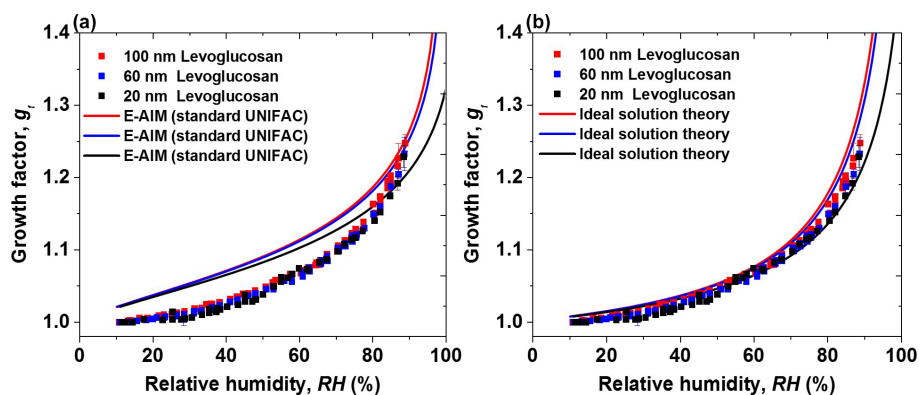 (a)
1.4
1.3
1.2
1.1
1.0
Growth factor, gf
100 nm Levoglucosan
60 nm Levoglucosan
20 nm Levoglucosan
E-AIM (standard UNIFAC)
E-AIM (standard UNIFAC)
E-AIM (standard UNIFAC)
0 20 40 60 80 100
Relative humidity, RH (%)
(b)
1.4
1.3
1.2
1.1
1.0
Growth factor, gf
100 nm Levoglucosan
60 nm Levoglucosan
20 nm Levoglucosan
Ideal solution theory
Ideal solution theory
Ideal solution theory
0 20 40 60 80 100
Relative humidity, RH (%)